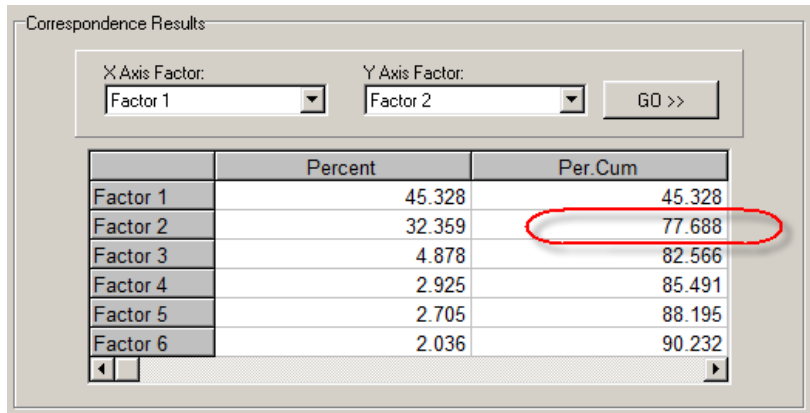 Correspondence Results
X Axis Factor: Y Axis Factor:
Factor 1 Factor 2 GO >>
Percent Per.Cum
Factor 1 45.328 45.328
Factor 2 32.359 77.688
Factor 3 4.878 82.566
Factor 4 2.925 85.491
Factor 5 2.705 88.195
Factor 6 2.036 90.232